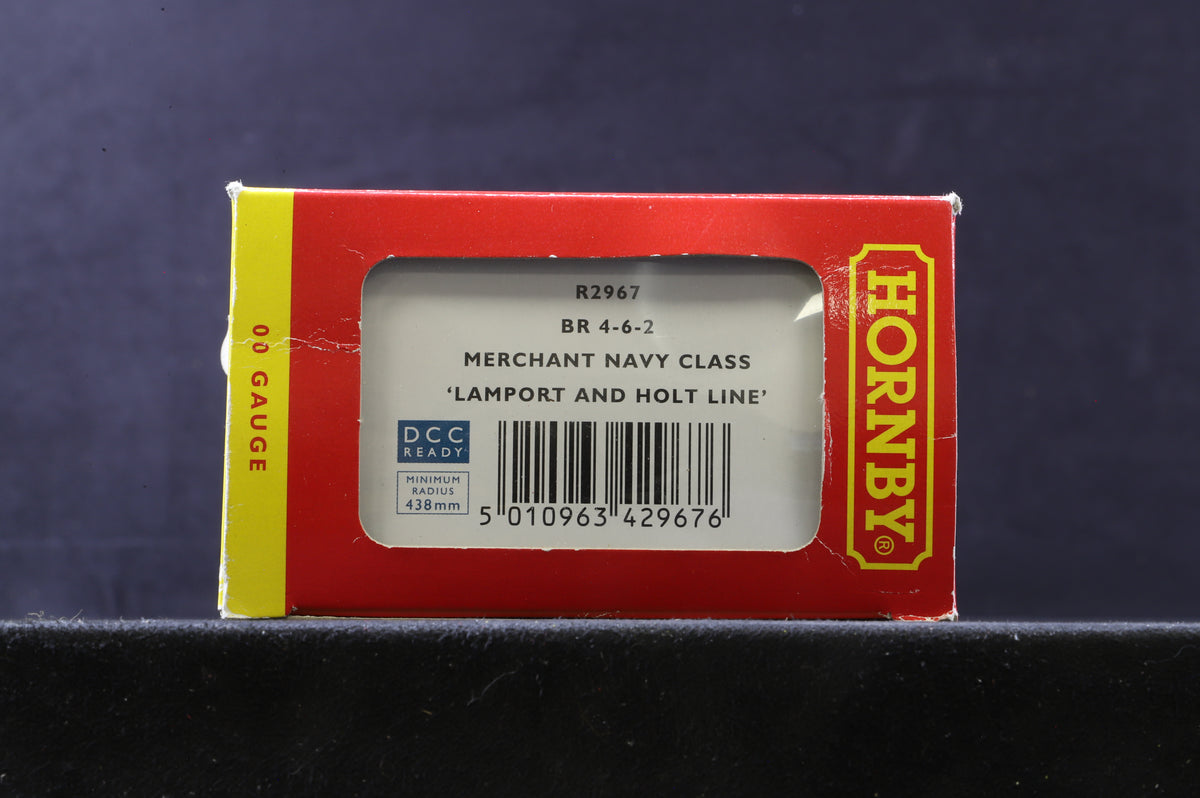 00 GAUGE
R2967
BR 4-6-2
MERCHANT NAVY CLASS
‘LAMPORT AND HOLT LINE’
DCC
READY
MINIMUM
RADIUS
438mm
5 010963 429676
HORNBY®